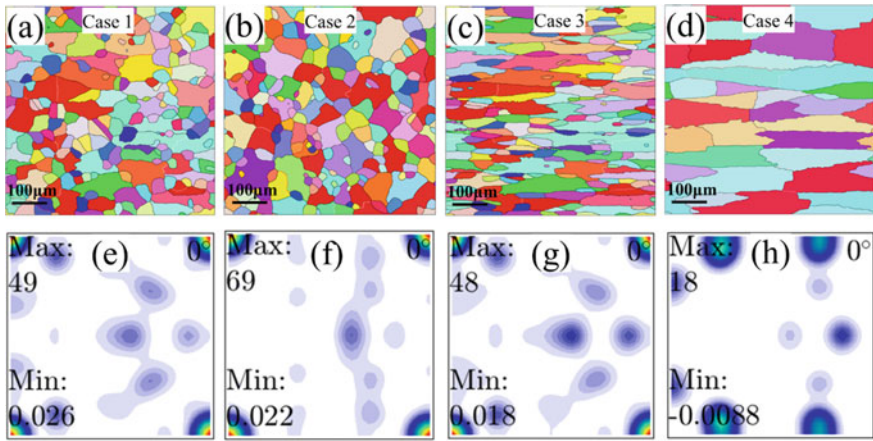 (a) Case 1
100μm
(b) Case 2
100μm
(c) Case 3
100μm
(d) Case 4
100μm
Max: (e) 0°
49
Min:
0.026
Max: (f) 0°
69
Min:
0.022
Max: (g) 0°
48
Min:
0.018
Max: (h) 0°
18
Min:
-0.0088